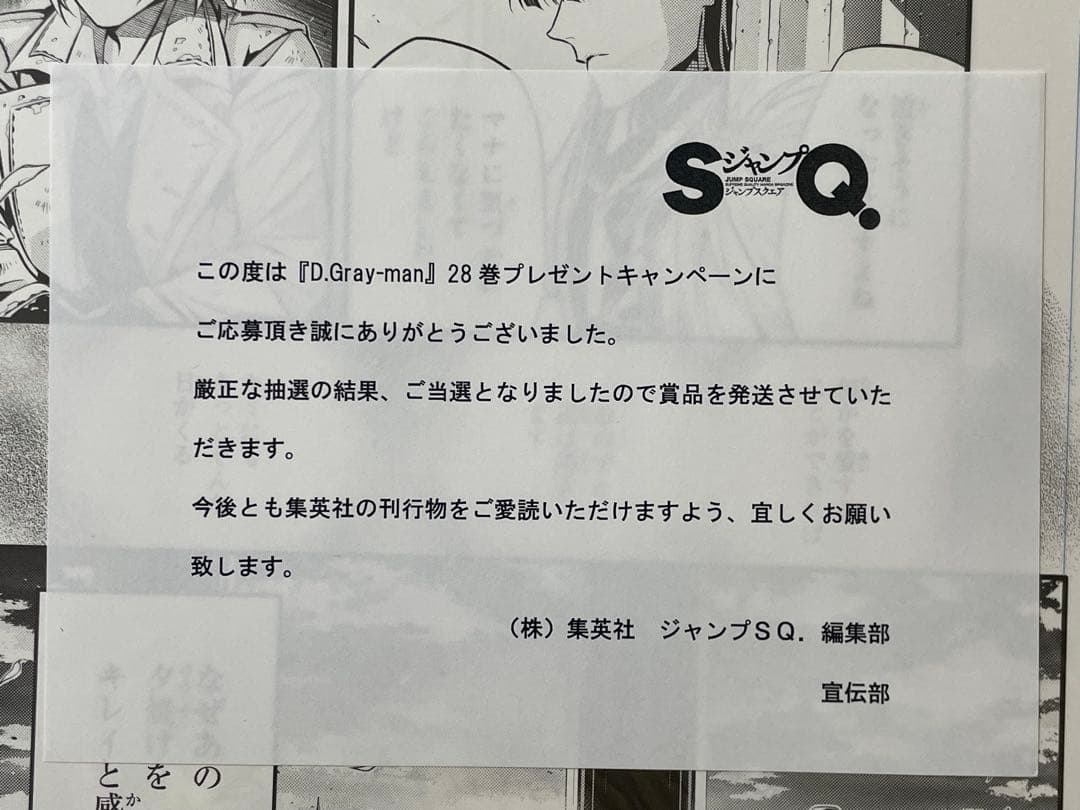 SジャンプQ.
JUMP SQUARE
SUPREME QUALITY MANGA MAGAZINE
ジャンプスクエア
この度は『D.Gray-man』28巻プレゼントキャンペーンに
ご応募頂き誠にありがとうございました。
厳正な抽選の結果、ご当選となりましたので賞品を発送させていた
だきます。
今後とも集英社の刊行物をご愛読いただけますよう、宜しくお願い
致します。
(株)集英社　ジャンプSQ. 編集部
宣伝部
なぜあの
夕焼けを
キレイと感
か